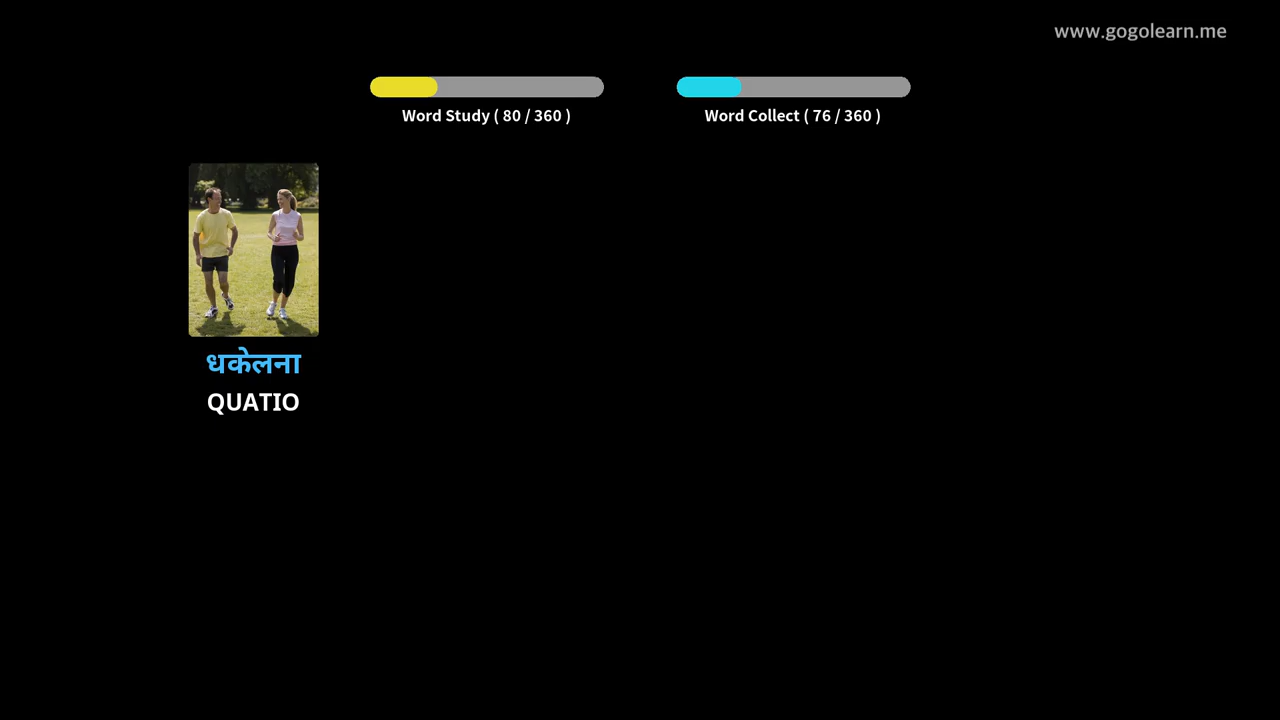 www.gogolearn.me
Word Study ( 80 / 360 )
Word Collect ( 76 / 360 )
धकेलना
QUATIO